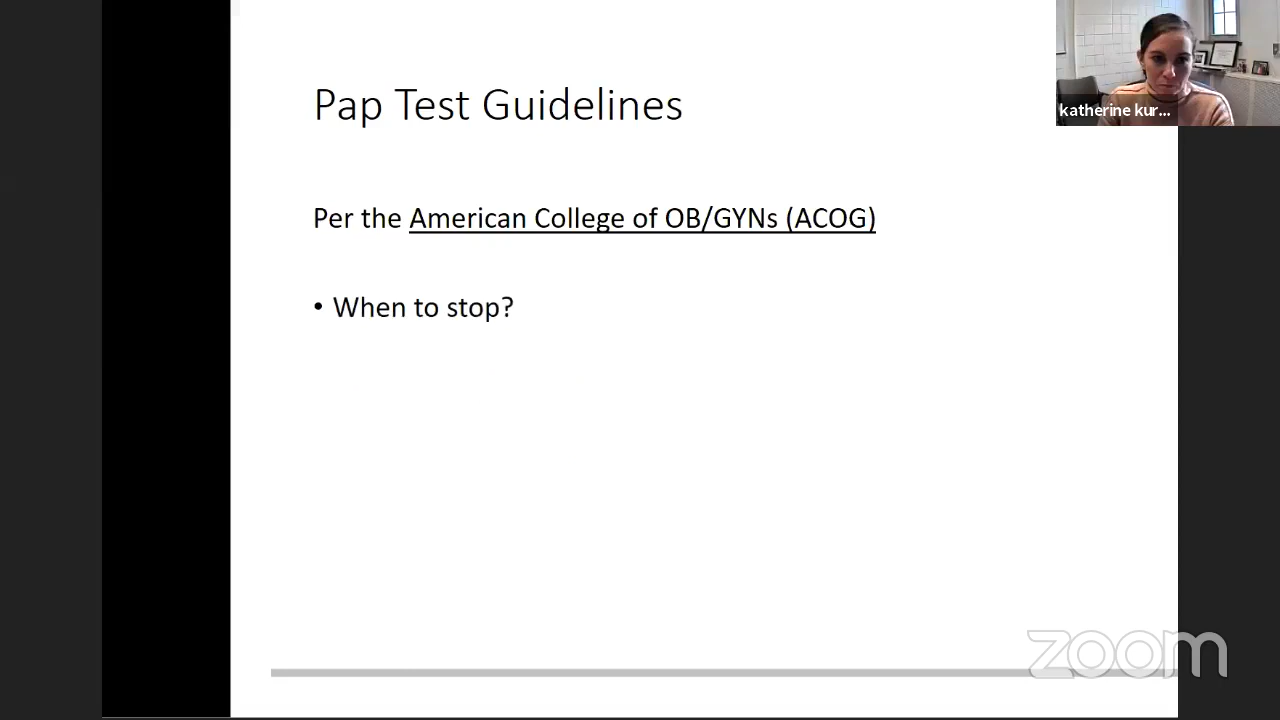 Pap Test Guidelines
katherine kur...
Per the American College of OB/GYNs (ACOG)
• When to stop?
zoom